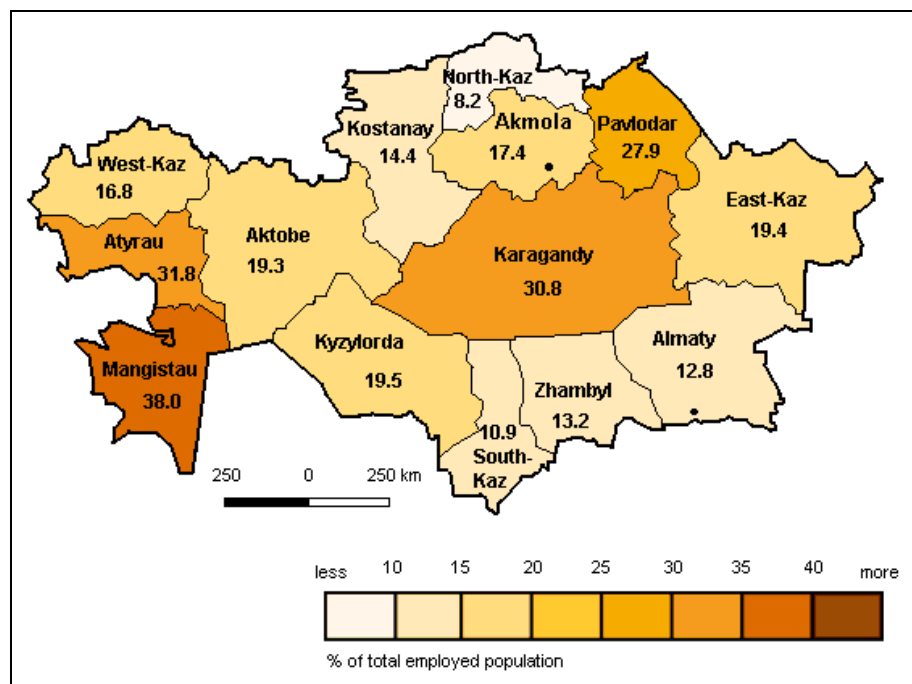 North-Kaz
8.2
Kostanay
14.4
Akmola
17.4
Pavlodar
27.9
West-Kaz
16.8
East-Kaz
19.4
Atyrau
31.8
Aktobe
19.3
Karagandy
30.8
Mangistau
38.0
Kyzylorda
19.5
Almaty
12.8
Zhambyl
13.2
10.9
South-
Kaz
250 0 250 km
less 10 15 20 25 30 35 40 more
% of total employed population